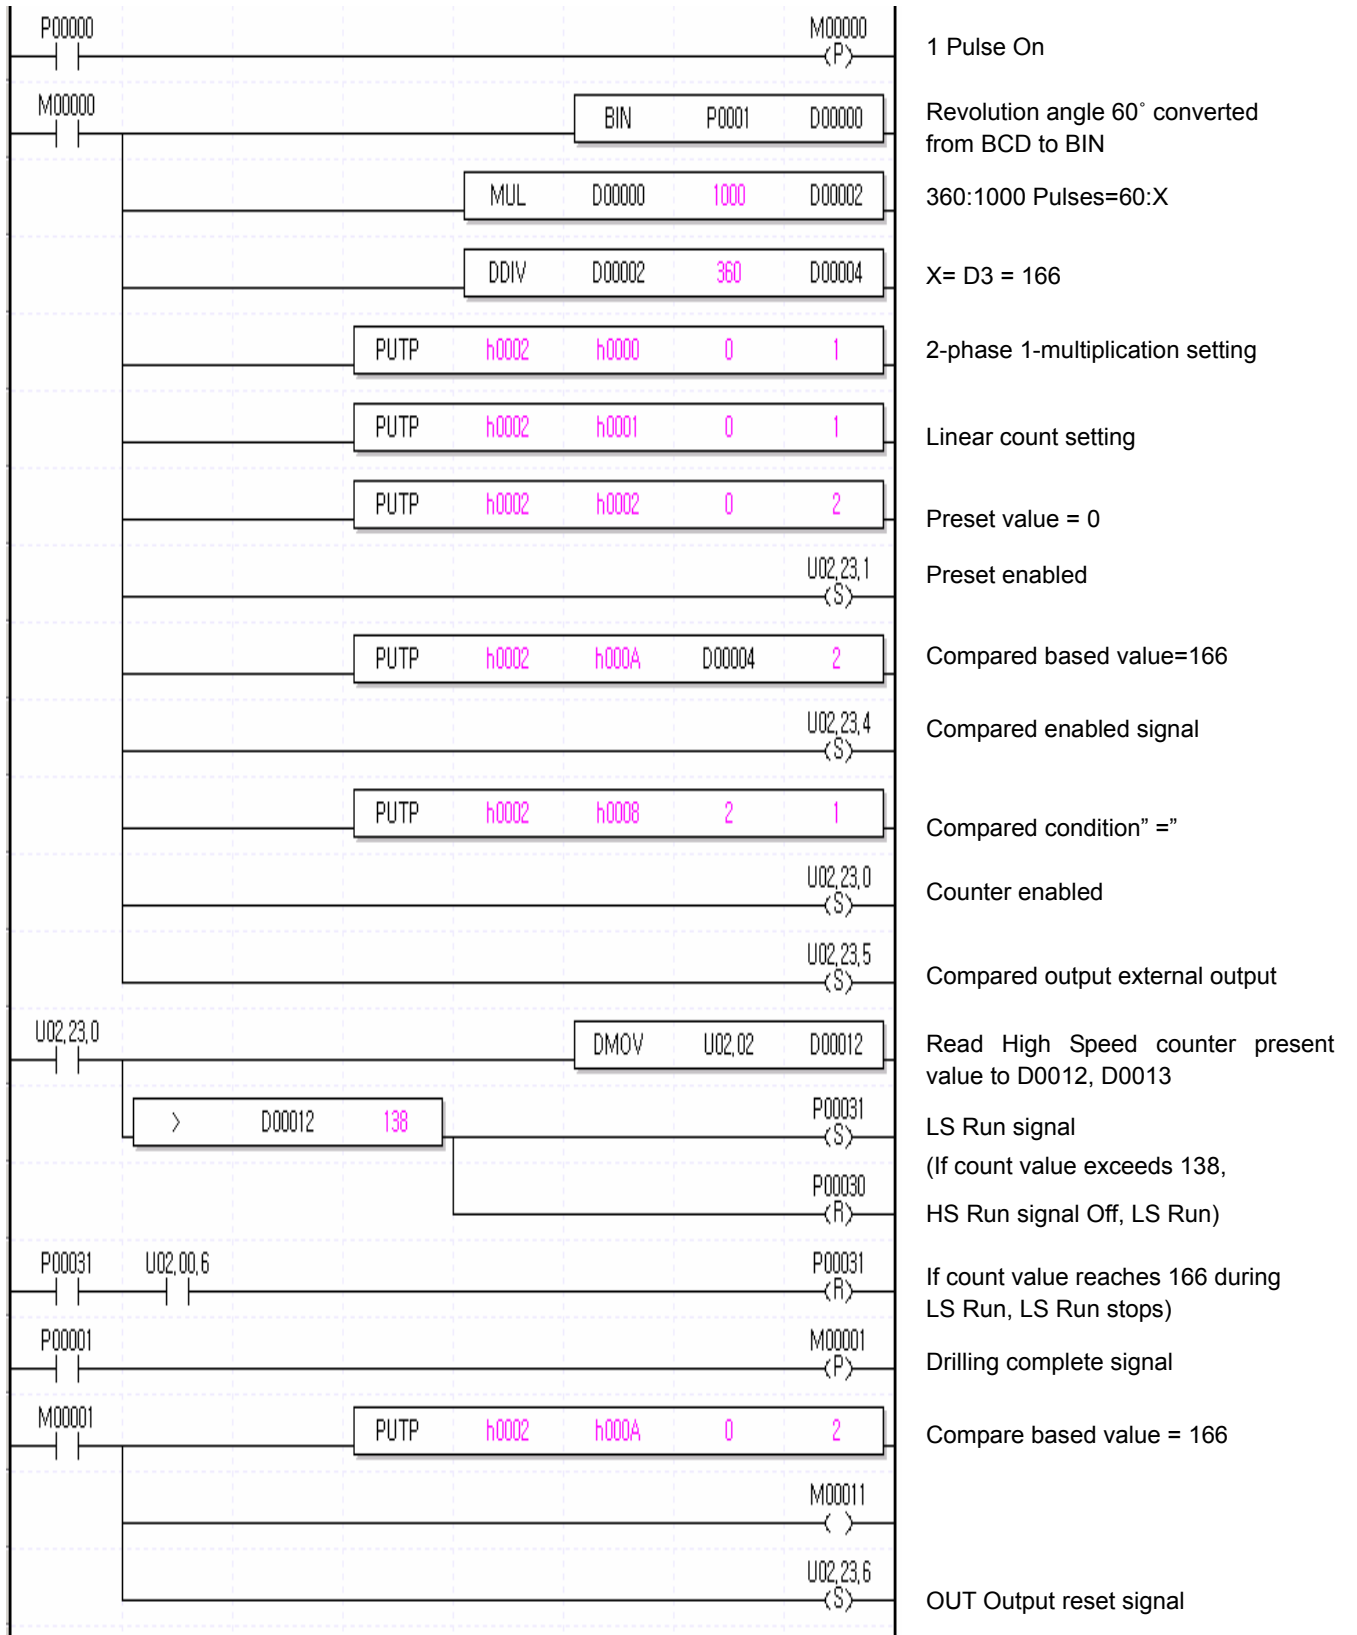 P00000 M00000
(P) 1 Pulse On
M00000
BIN P0001 D00000 Revolution angle 60˚ converted
from BCD to BIN
MUL D00000 1000 D00002 360:1000 Pulses=60:X
DDIV D00002 360 D00004 X= D3 = 166
PUTP h0002 h0000 0 1 2-phase 1-multiplication setting
PUTP h0002 h0001 0 1 Linear count setting
PUTP h0002 h0002 0 2 Preset value = 0
U02,23,1
(S) Preset enabled
PUTP h0002 h000A D00004 2 Compared based value=166
U02,23,4
(S) Compared enabled signal
PUTP h0002 h0008 2 1 Compared condition” =”
U02,23,0
(S) Counter enabled
U02,23,5
(S) Compared output external output
U02,23,0
DMOV U02,02 D00012 Read High Speed counter present
value to D0012, D0013
P00031
> D00012 138 (S) LS Run signal
(If count value exceeds 138,
P00030
(R) HS Run signal Off, LS Run)
P00031 U02,00,6 P00031
(R) If count value reaches 166 during
LS Run, LS Run stops)
P00001 M00001
(P) Drilling complete signal
M00001
PUTP h0002 h000A 0 2 Compare based value = 166
M00011
( )
U02,23,6
(S) OUT Output reset signal